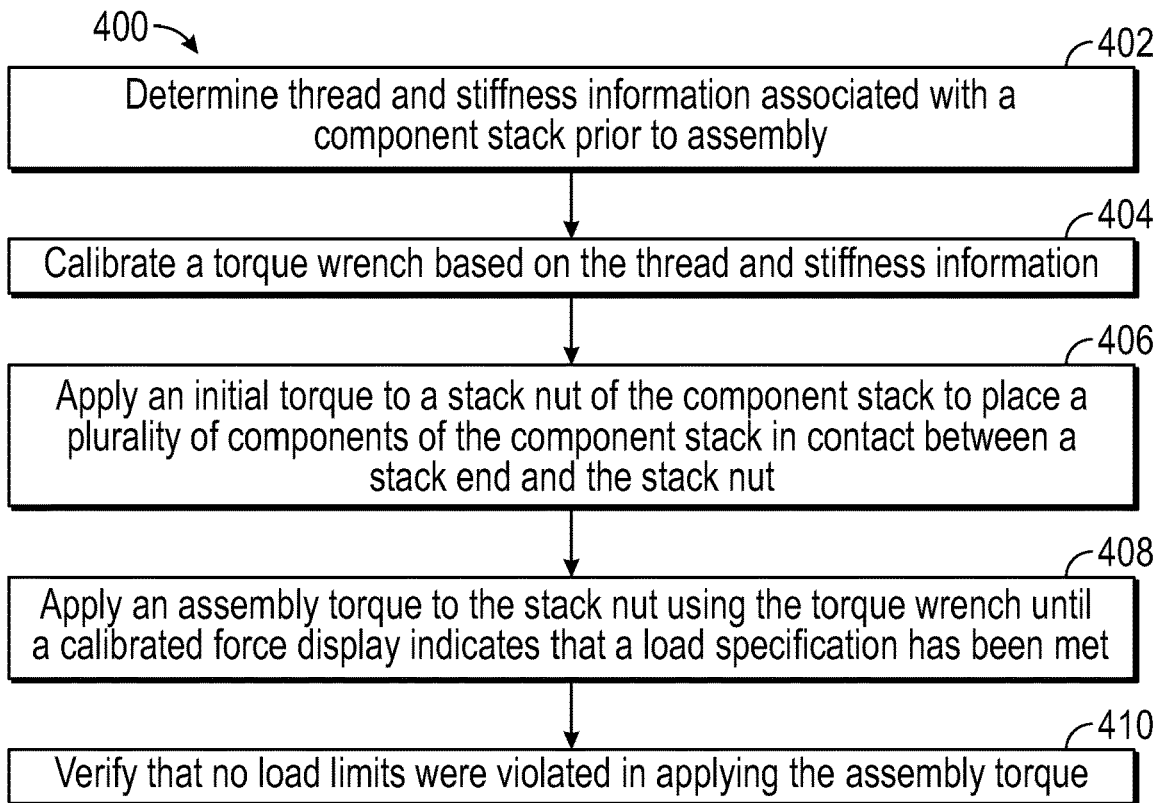 400
402
Determine thread and stiffness information associated with a
component stack prior to assembly
404
Calibrate a torque wrench based on the thread and stiffness information
406
Apply an initial torque to a stack nut of the component stack to place a
plurality of components of the component stack in contact between a
stack end and the stack nut
408
Apply an assembly torque to the stack nut using the torque wrench until
a calibrated force display indicates that a load specification has been met
410
Verify that no load limits were violated in applying the assembly torque